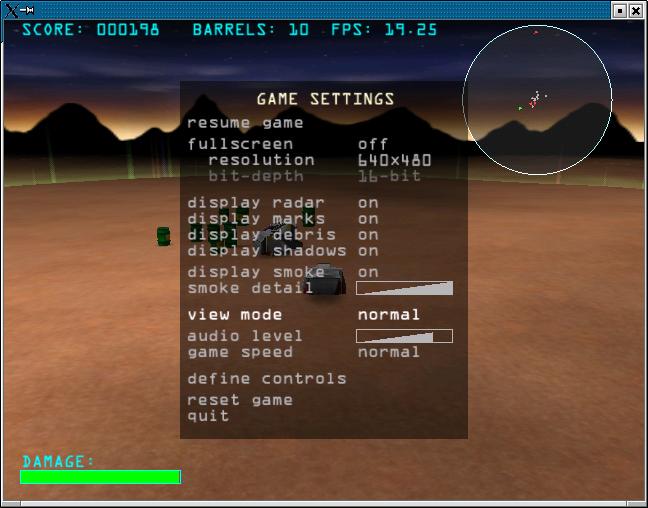 SCORE: 000198 BARRELS: 10 FPS: 19.25
GAME SETTINGS
resume game
fullscreen off
resolution 640x480
bit-depth 16-bit
display radar on
display marks on
display debris on
display shadows on
display smoke on
smoke detail
view mode normal
audio level
game speed normal
define controls
reset game
quit
DAMAGE: